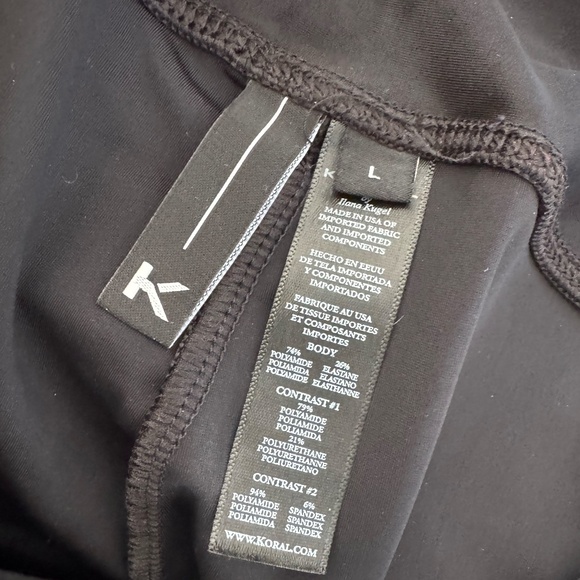 K
L
K
Ilana Kugel
MADE IN USA OF
IMPORTED FABRIC
AND IMPORTED
COMPONENTS
HECHO EN EEUU
DE TELA IMPORTADA
Y COMPONENTES
IMPORTADOS
FABRIQUE AU USA
DE TISSUE IMPORTES
ET COMPOSANTS
IMPORTES
BODY
74% 26%
POLYAMIDE ELASTANE
POLIAMIDA ELASTANO
POLYAMIDE ELASTHANNE
CONTRAST #1
79%
POLYAMIDE
POLIAMIDE
POLIAMIDA
21%
POLYURETHANE
POLYURETHANNE
POLIURETANO
CONTRAST #2
94% 6%
POLYAMIDE SPANDEX
POLIAMIDE SPANDEX
POLIAMIDA SPANDEX
WWW.KORAL.COM